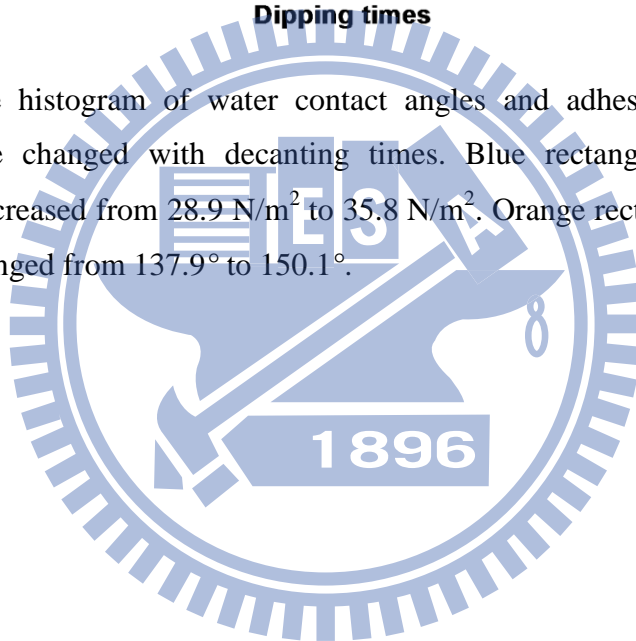 Dipping times
histogram of water contact angles and adhes
changed with decanting times. Blue rectang
creased from 28.9 N/m² to 35.8 N/m². Orange rect
nged from 137.9° to 150.1°.
E S A
1896